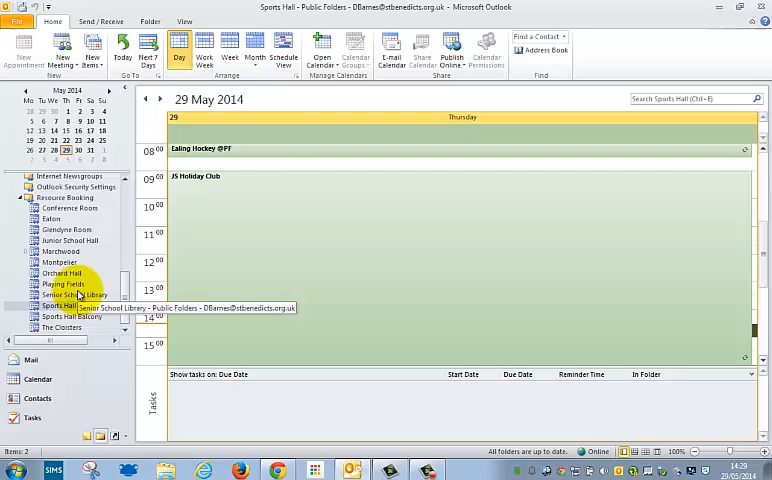 Sports Hall - Public Folders - DBarnes@stbenedicts.org.uk - Microsoft Outlook
File Home Send / Receive Folder View
New Appointment
New Meeting
New Items
Today
Next 7 Days
Day
Work Week
Week
Month
Schedule View
Open Calendar
Calendar Groups
E-mail Calendar
Share Calendar
Publish Online
Calendar Permissions
Find a Contact
Address Book
New Go To Arrange Manage Calendars Share Find
May 2014
Mo Tu We Th Fr Sa Su
28 29 30 1 2 3 4
5 6 7 8 9 10 11
12 13 14 15 16 17 18
19 20 21 22 23 24 25
26 27 28 29 30 31 1
2 3 4 5 6 7 8
Internet Newsgroups
Outlook Security Settings
Resource Booking
Conference Room
Eaton
Glendyne Room
Junior School Hall
Marchwood
Montpelier
Orchard Hall
Playing Fields
Senior School Library
Sports Hall
Senior School Library - Public Folders - DBarnes@stbenedicts.org.uk
Sports Hall Balcony
The Cloisters
Mail
Calendar
Contacts
Tasks
29 May 2014
Search Sports Hall (Ctrl+E)
29 Thursday
08 00 Ealing Hockey @PF
09 00 JS Holiday Club
10 00
11 00
12 00
13 00
14 00
15 00
Show tasks on: Due Date Start Date Due Date Reminder Time In Folder
Tasks
Items: 2 All folders are up to date. Online 100%
SIMS
14:29
29/05/2014